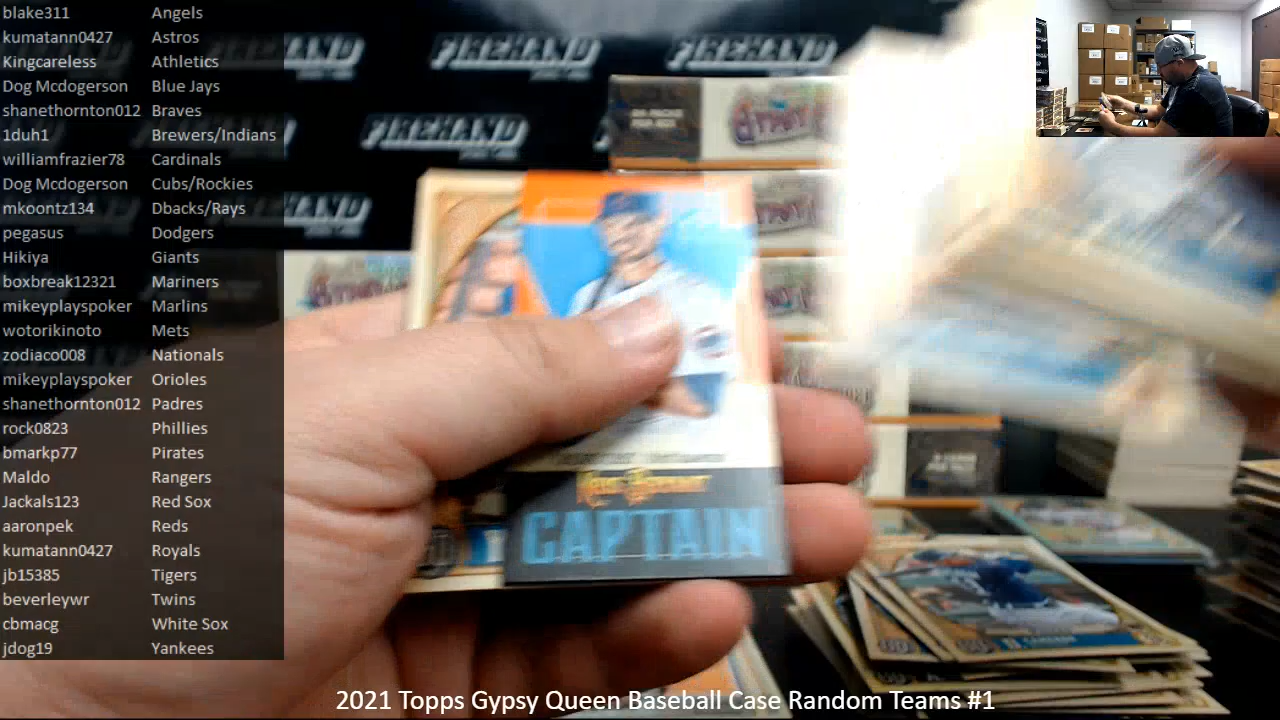 blake311 Angels
kumatann0427 Astros
Kingcareless Athletics
Dog Mcdogerson Blue Jays
shanethornton012 Braves
1duh1 Brewers/Indians
williamfrazier78 Cardinals
Dog Mcdogerson Cubs/Rockies
mkoontz134 Dbacks/Rays
pegasus Dodgers
Hikiya Giants
boxbreak12321 Mariners
mikeyplayspoker Marlins
wotorikinoto Mets
zodiaco008 Nationals
mikeyplayspoker Orioles
shanethornton012 Padres
rock0823 Phillies
bmarkp77 Pirates
Maldo Rangers
Jackals123 Red Sox
aaronpek Reds
kumatann0427 Royals
jb15385 Tigers
beverleywr Twins
cbmacg White Sox
jdog19 Yankees
FIREHAND FIREHAND
FIREHAND
CAPTAIN
2021 Topps Gypsy Queen Baseball Case Random Teams #1